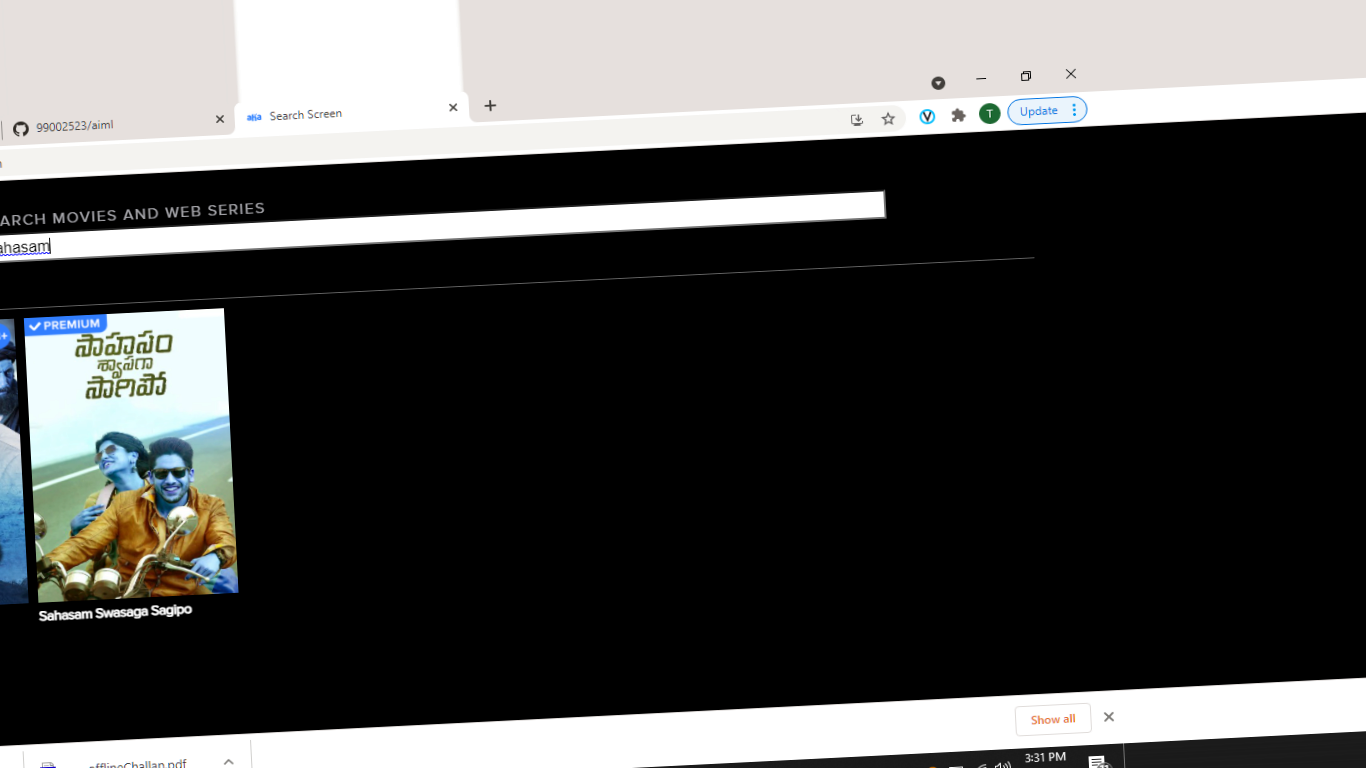 99002523/aiml
aha
Search Screen
T
Update
ARCH MOVIES AND WEB SERIES
ahasam
PREMIUM
సాహసం
శ్వాసగా
సాగిపో
Sahasam Swasaga Sagipo
Show all
offlineChallan.pdf
3:31 PM